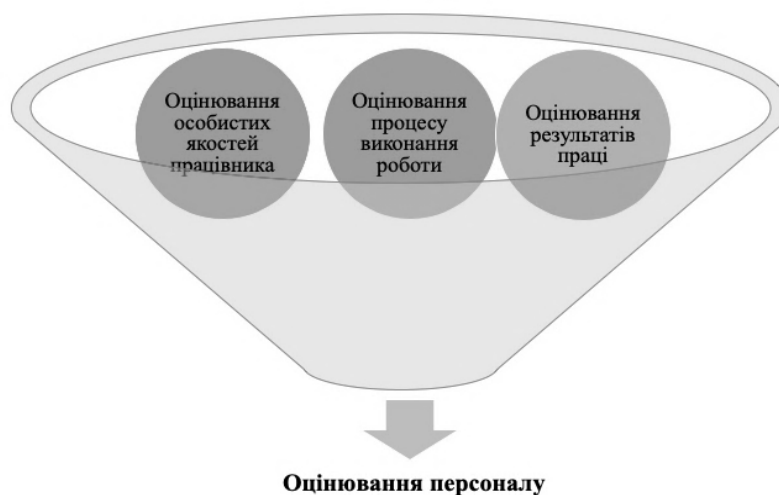 Оцінювання
особистих
якостей
працівника
Оцінювання
процесу
виконання
роботи
Оцінювання
результатів
праці
Оцінювання персоналу